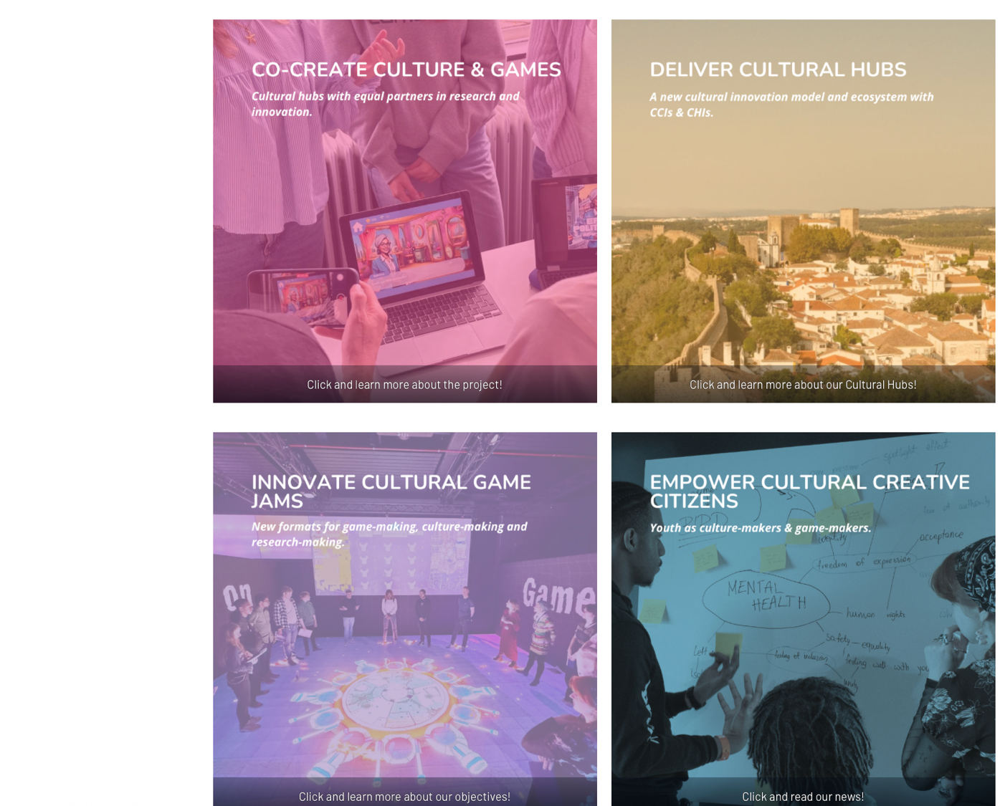 CO-CREATE CULTURE & GAMES
Cultural hubs with equal partners in research and
innovation.
Click and learn more about the project!
DELIVER CULTURAL HUBS
A new cultural innovation model and ecosystem with
CCIs & CHIs.
Click and learn more about our Cultural Hubs!
INNOVATE CULTURAL GAME
JAMS
New formats for game-making, culture-making and
research-making.
on
Game
Click and learn more about our objectives!
EMPOWER CULTURAL CREATIVE
CITIZENS
Youth as culture-makers & game-makers.
spotlight effect
fear of authority
identity
acceptance
freedom of expression
MENTAL
HEALTH
human rights
safety equality
feeling of inclusion
feeling well with you
unity
Left
Click and read our news!